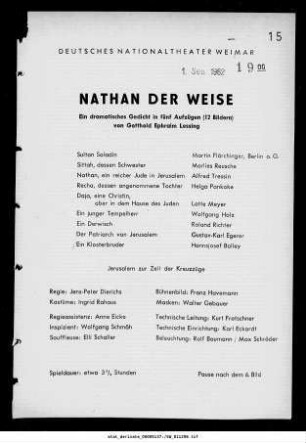 15
DEUTSCHES NATIONALTHEATER WEIMAR
1 Sep. 1962 19 00
NATHAN DER WEISE
Ein dramatisches Gedicht in fünf Aufzügen (12 Bildern)
von Gotthold Ephraim Lessing
Sultan Saladin Martin Flörchinger, Berlin a. G.
Sittah, dessen Schwester Marlies Reusche
Nathan, ein reicher Jude in Jerusalem Alfred Tressin
Recha, dessen angenommene Tochter Helga Pankoke
Daja, eine Christin,
aber in dem Hause des Juden Lotte Meyer
Ein junger Tempelherr Wolfgang Holz
Ein Derwisch Roland Richter
Der Patriarch von Jerusalem Gustav-Karl Egerer
Ein Klosterbruder Hannsjosef Balley
Jerusalem zur Zeit der Kreuzzüge
Regie: Jens-Peter Dierichs Bühnenbild: Franz Havemann
Kostüme: Ingrid Rahaus Masken: Walter Gebauer
Regieassistenz: Anne Eicke Technische Leitung: Kurt Pretschner
Inspizient: Wolfgang Schmäh Technische Einrichtung: Karl Eckardt
Souffleuse: Elli Schaller Beleuchtung: Ralf Baumann / Max Schröder
Spieldauer: etwa 3½ Stunden Pause nach dem 6. Bild